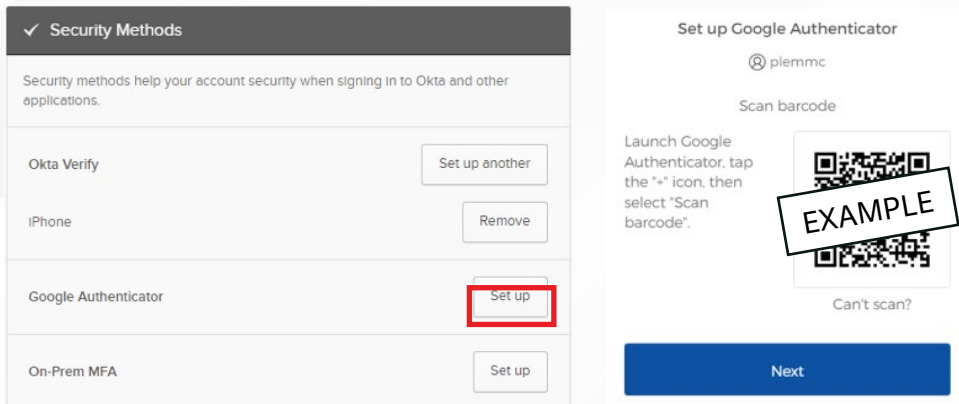 Security Methods
Security methods help your account security when signing in to Okta and other
applications.
Okta Verify
Set up another
iPhone
Remove
Google Authenticator
Set up
On-Prem MFA
Set up
Set up Google Authenticator
plemmc
Scan barcode
Launch Google
Authenticator, tap
the "+" icon, then
select "Scan
barcode".
EXAMPLE
Can't scan?
Next